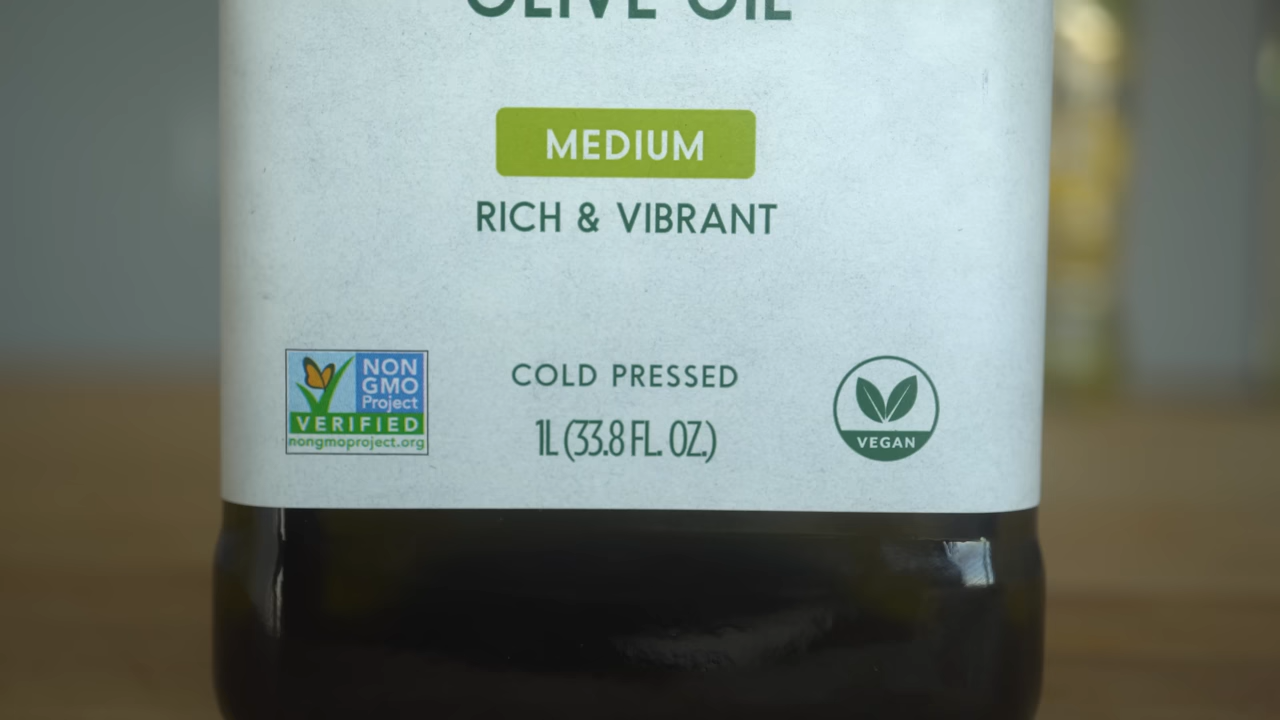 OLIVE OIL
MEDIUM
RICH & VIBRANT
NON
GMO
Project
VERIFIED
nongmoproject.org
COLD PRESSED
1L (33.8 FL. OZ.)
VEGAN